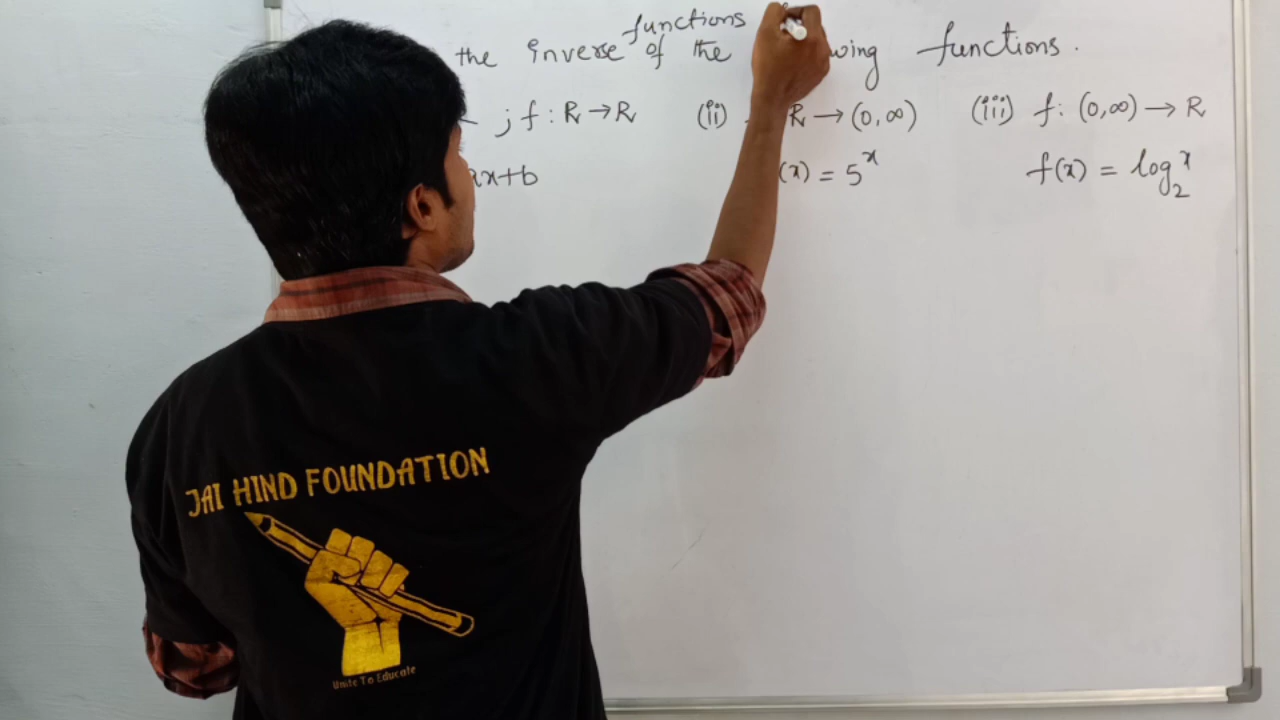 functions
the inverse of the wing functions.
; f : R → R (ii) R → (0,∞) (iii) f : (0,∞) → R
ax+b (x) = 5^x f(x) = log_2^x
JAI HIND FOUNDATION
Unite To Educate